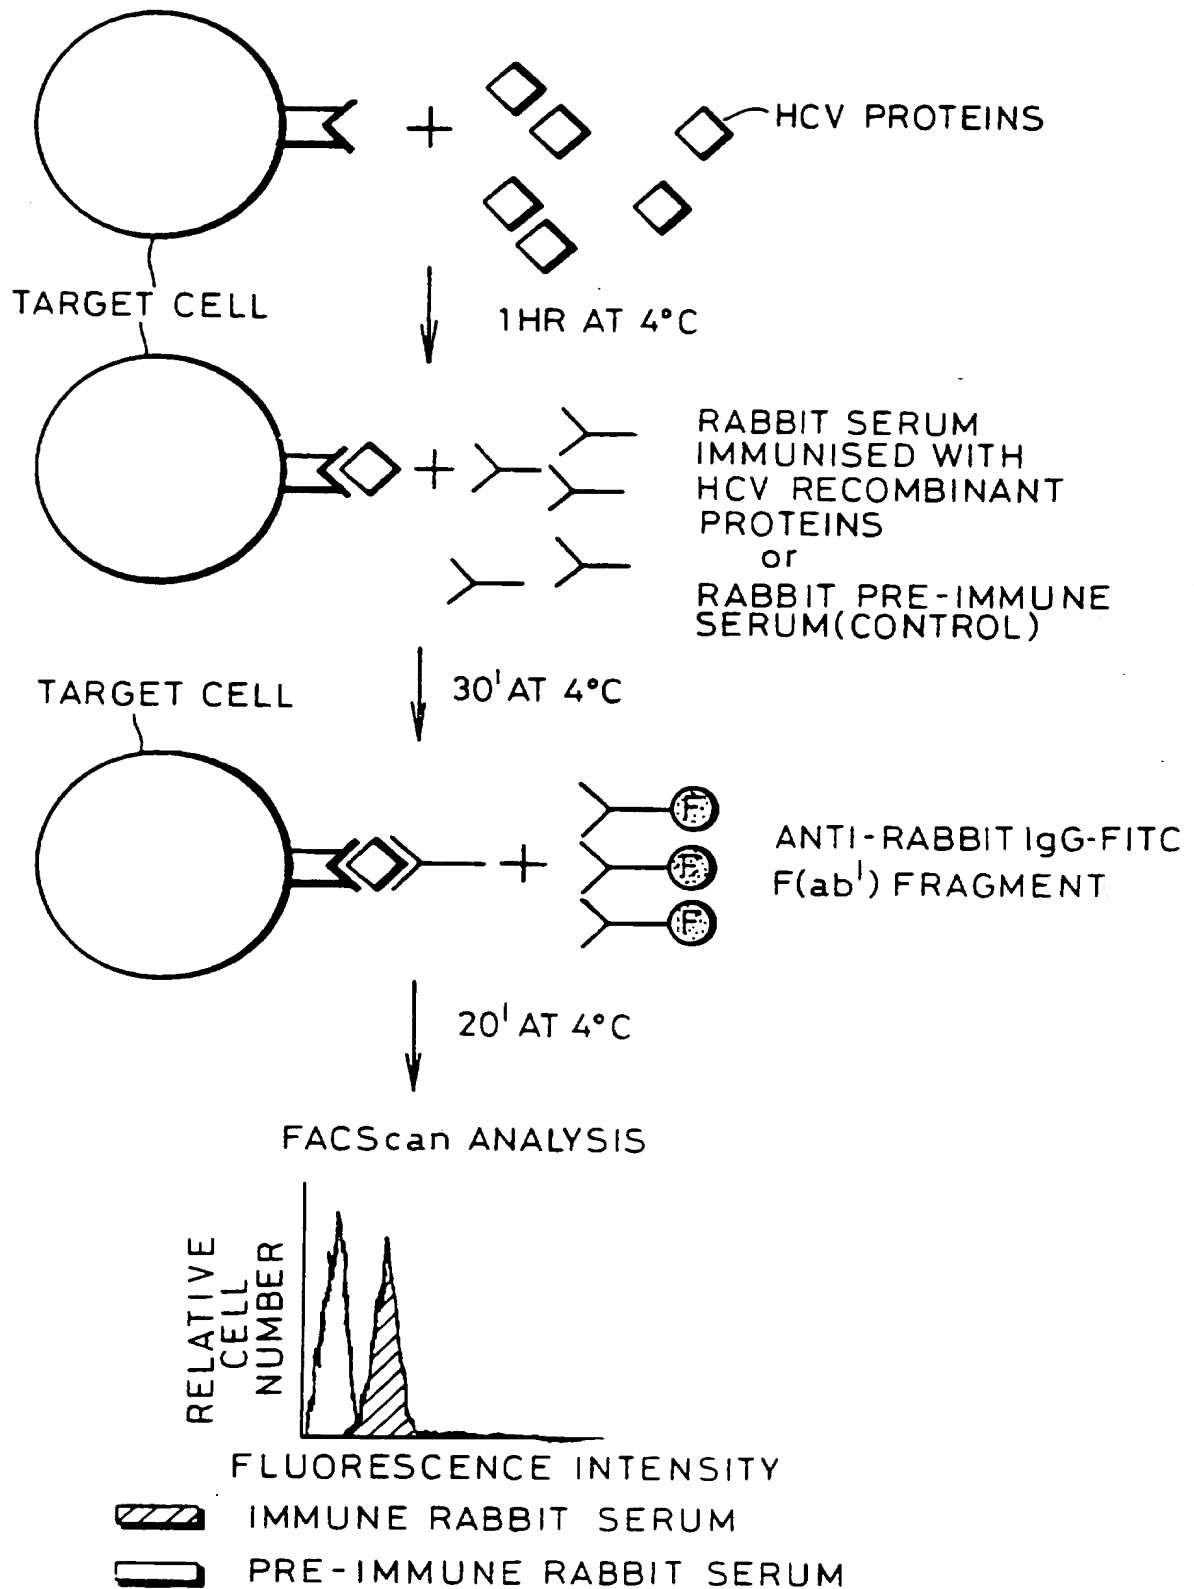 HCV PROTEINS
TARGET CELL
1HR AT 4°C
RABBIT SERUM
IMMUNISED WITH
HCV RECOMBINANT
PROTEINS
or
RABBIT PRE-IMMUNE
SERUM(CONTROL)
30' AT 4°C
TARGET CELL
F
F
F
ANTI-RABBIT IgG-FITC
F(ab') FRAGMENT
20' AT 4°C
FACScan ANALYSIS
RELATIVE
CELL
NUMBER
FLUORESCENCE INTENSITY
IMMUNE RABBIT SERUM
PRE-IMMUNE RABBIT SERUM